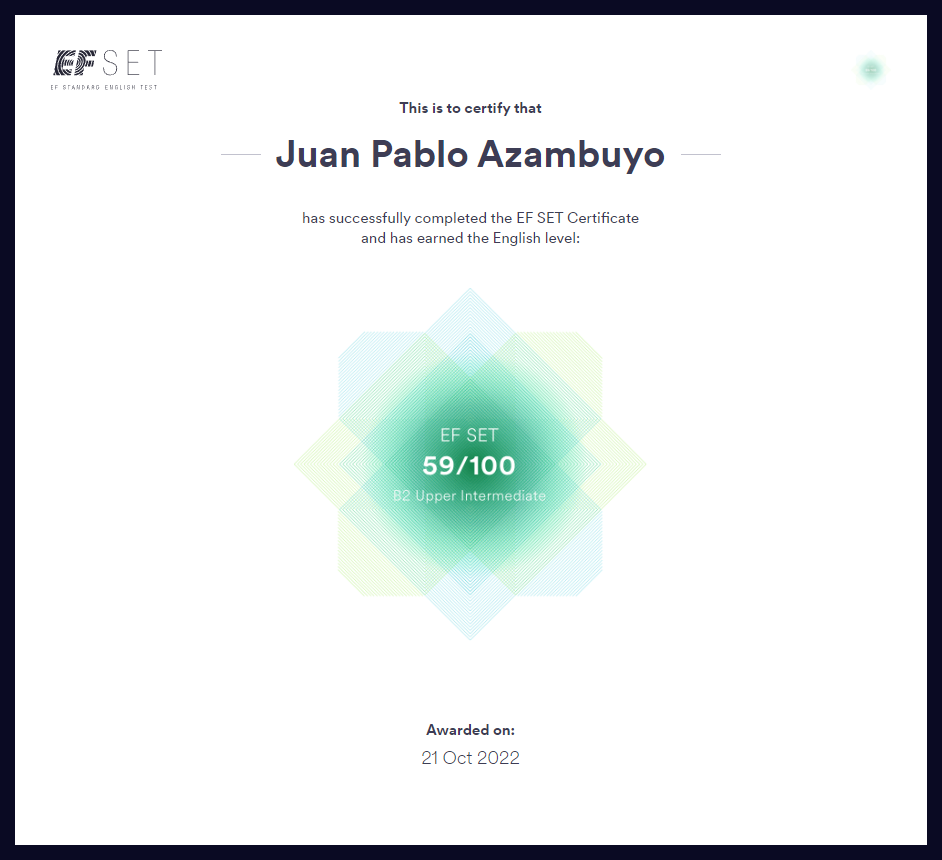 EF SET
EF STANDARD ENGLISH TEST
This is to certify that
Juan Pablo Azambuyo
has successfully completed the EF SET Certificate
and has earned the English level:
EF SET
59/100
B2 Upper Intermediate
Awarded on:
21 Oct 2022